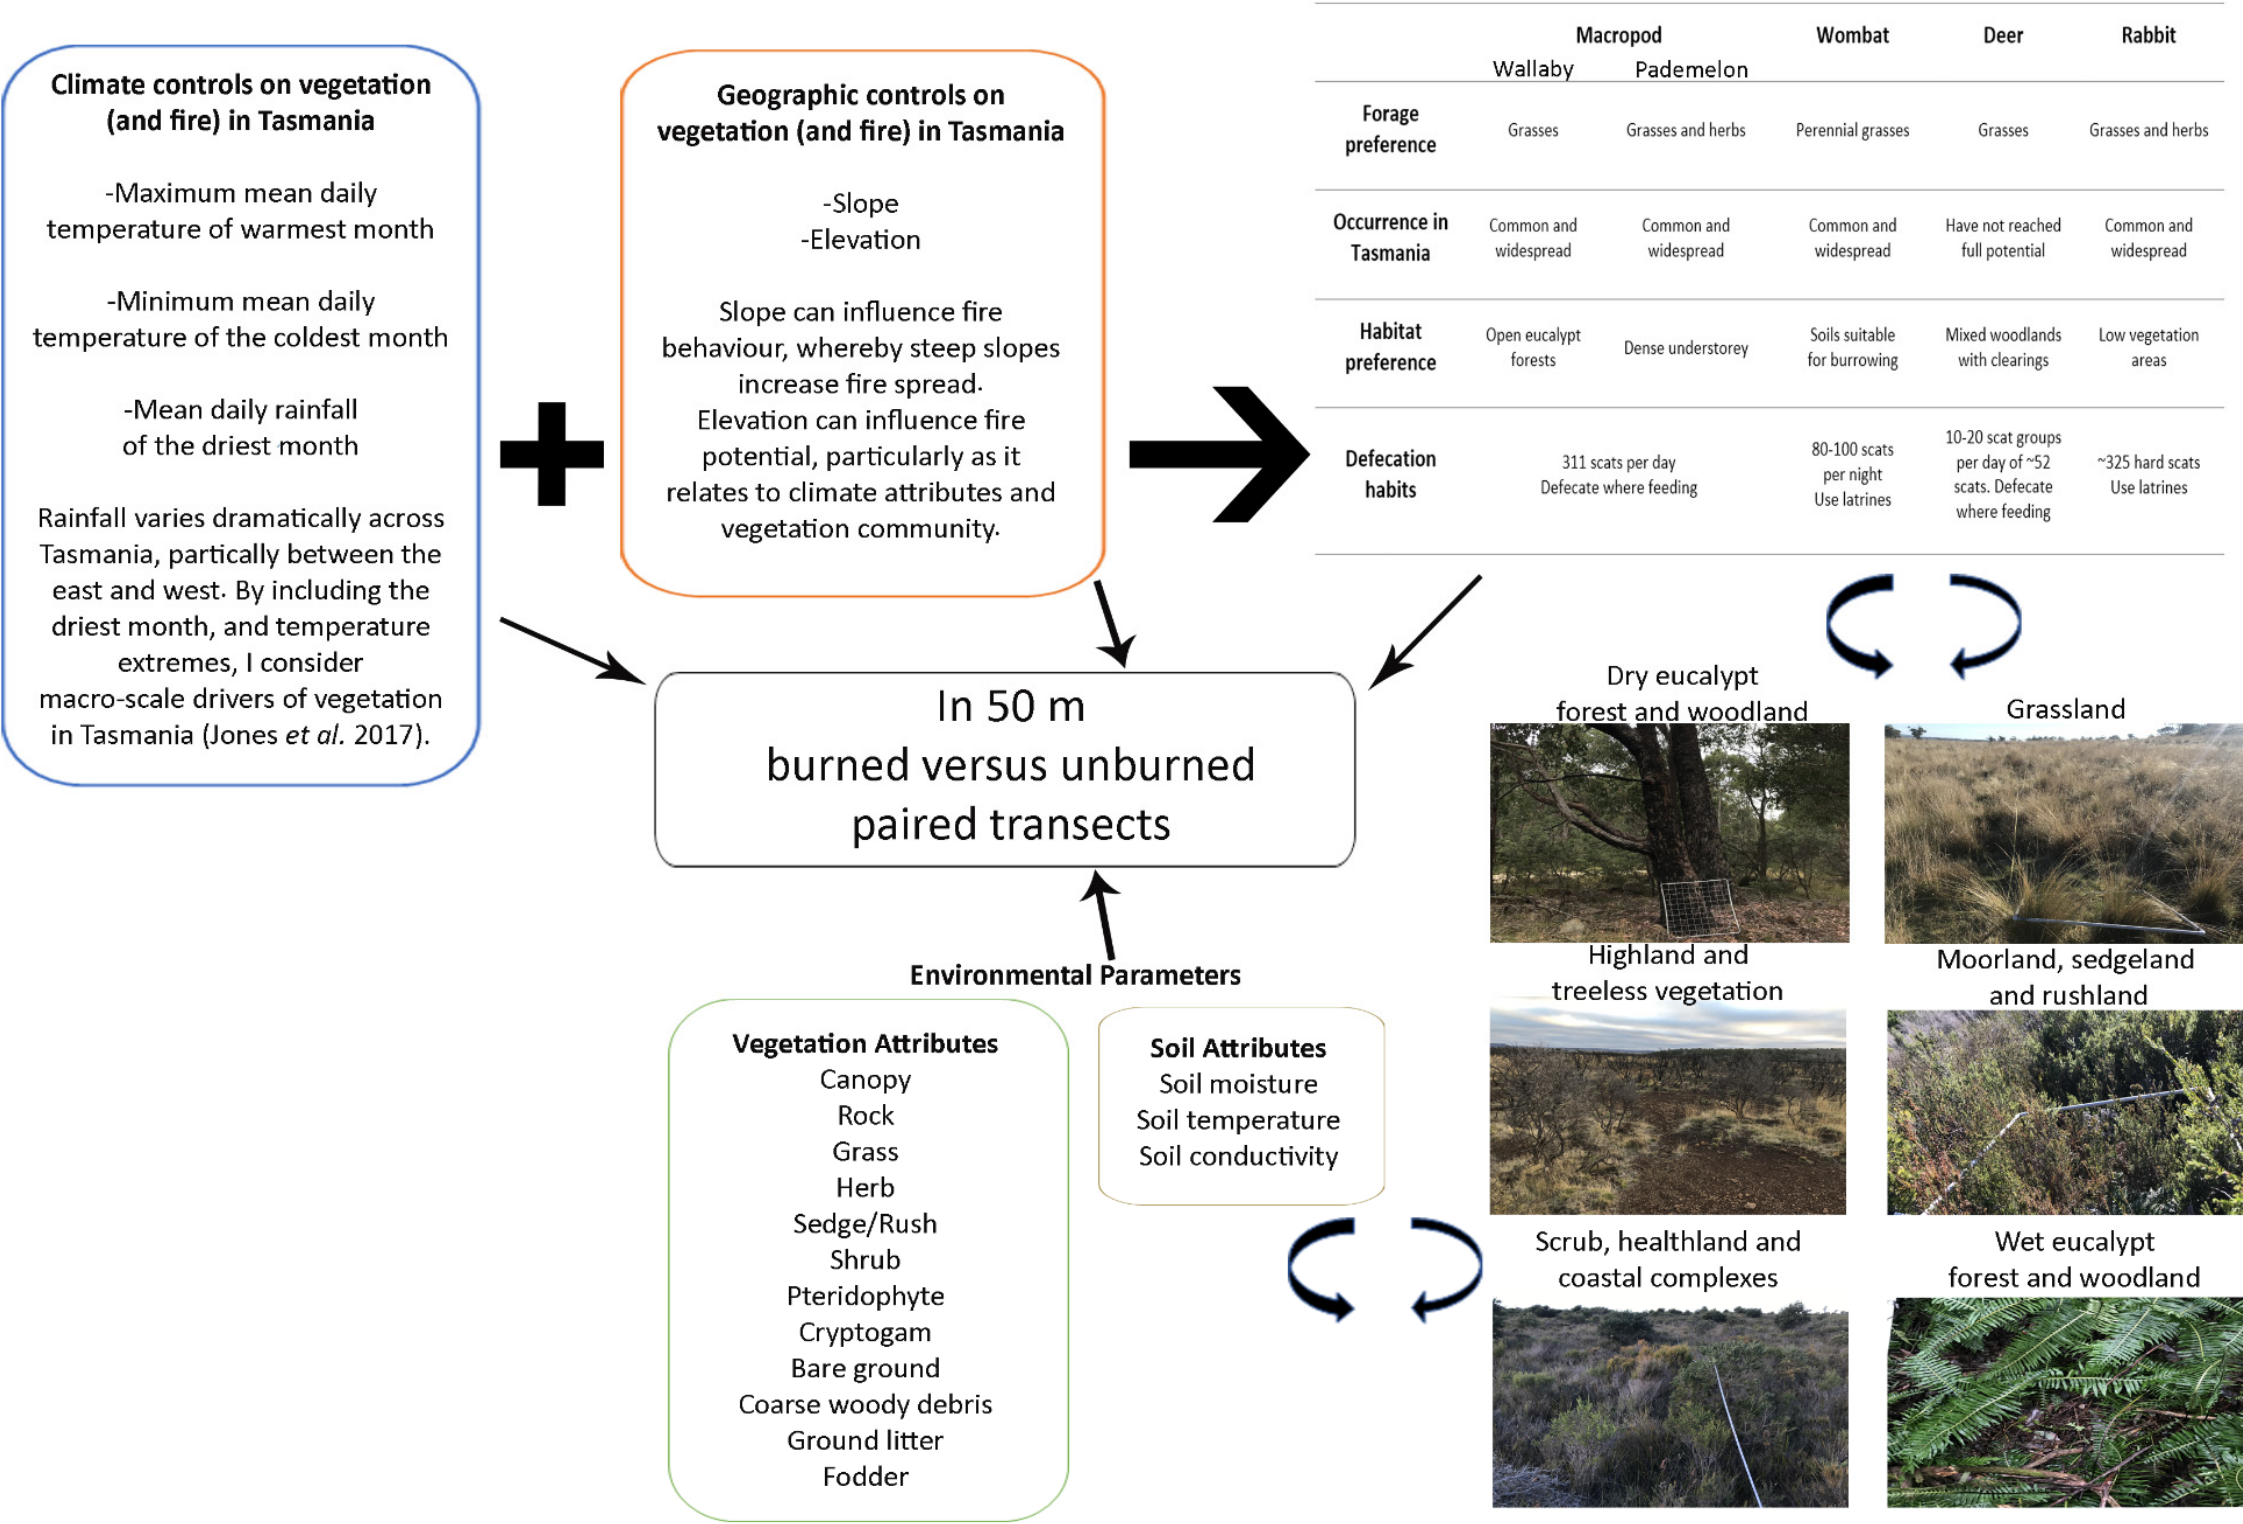 Climate controls on vegetation
(and fire) in Tasmania
-Maximum mean daily
temperature of warmest month
-Minimum mean daily
temperature of the coldest month
-Mean daily rainfall
of the driest month
Rainfall varies dramatically across
Tasmania, partically between the
east and west. By including the
driest month, and temperature
extremes, I consider
macro-scale drivers of vegetation
in Tasmania (Jones et al. 2017).
Geographic controls on
vegetation (and fire) in Tasmania
-Slope
-Elevation
Slope can influence fire
behaviour, whereby steep slopes
increase fire spread.
Elevation can influence fire
potential, particularly as it
relates to climate attributes and
vegetation community.
Macropod Wombat Deer Rabbit
Wallaby Pademelon
Forage
preference
Grasses
Grasses and herbs
Perennial grasses
Grasses
Grasses and herbs
Occurrence in
Tasmania
Common and
widespread
Common and
widespread
Common and
widespread
Have not reached
full potential
Common and
widespread
Habitat
preference
Open eucalypt
forests
Dense understorey
Soils suitable
for burrowing
Mixed woodlands
with clearings
Low vegetation
areas
Defecation
habits
311 scats per day
Defecate where feeding
80-100 scats
per night
Use latrines
10-20 scat groups
per day of ~52
scats. Defecate
where feeding
~325 hard scats
Use latrines
In 50 m
burned versus unburned
paired transects
Environmental Parameters
Vegetation Attributes
Canopy
Rock
Grass
Herb
Sedge/Rush
Shrub
Pteridophyte
Cryptogam
Bare ground
Coarse woody debris
Ground litter
Fodder
Soil Attributes
Soil moisture
Soil temperature
Soil conductivity
Dry eucalypt
forest and woodland
Grassland
Highland and
treeless vegetation
Moorland, sedgeland
and rushland
Scrub, healthland and
coastal complexes
Wet eucalypt
forest and woodland